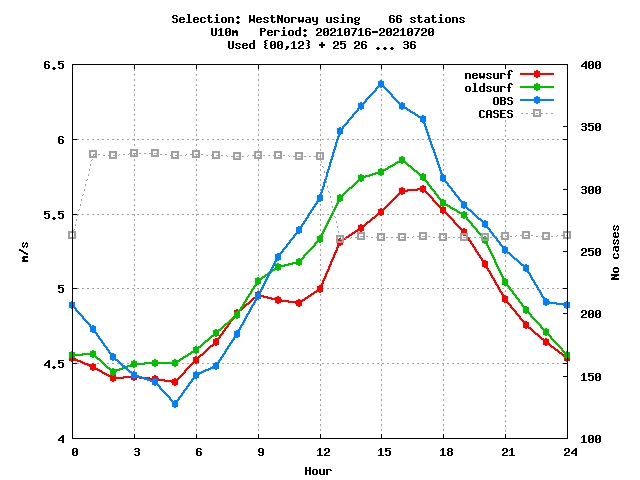 Selection: WestNorway using 66 stations
U10m Period: 20210716-20210720
Used {00,12} + 25 26 ... 36
newsurf
oldsurf
OBS
CASES
6.5
6
5.5
5
4.5
4
m/s
400
350
300
250
200
150
100
No cases
0 3 6 9 12 15 18 21 24
Hour